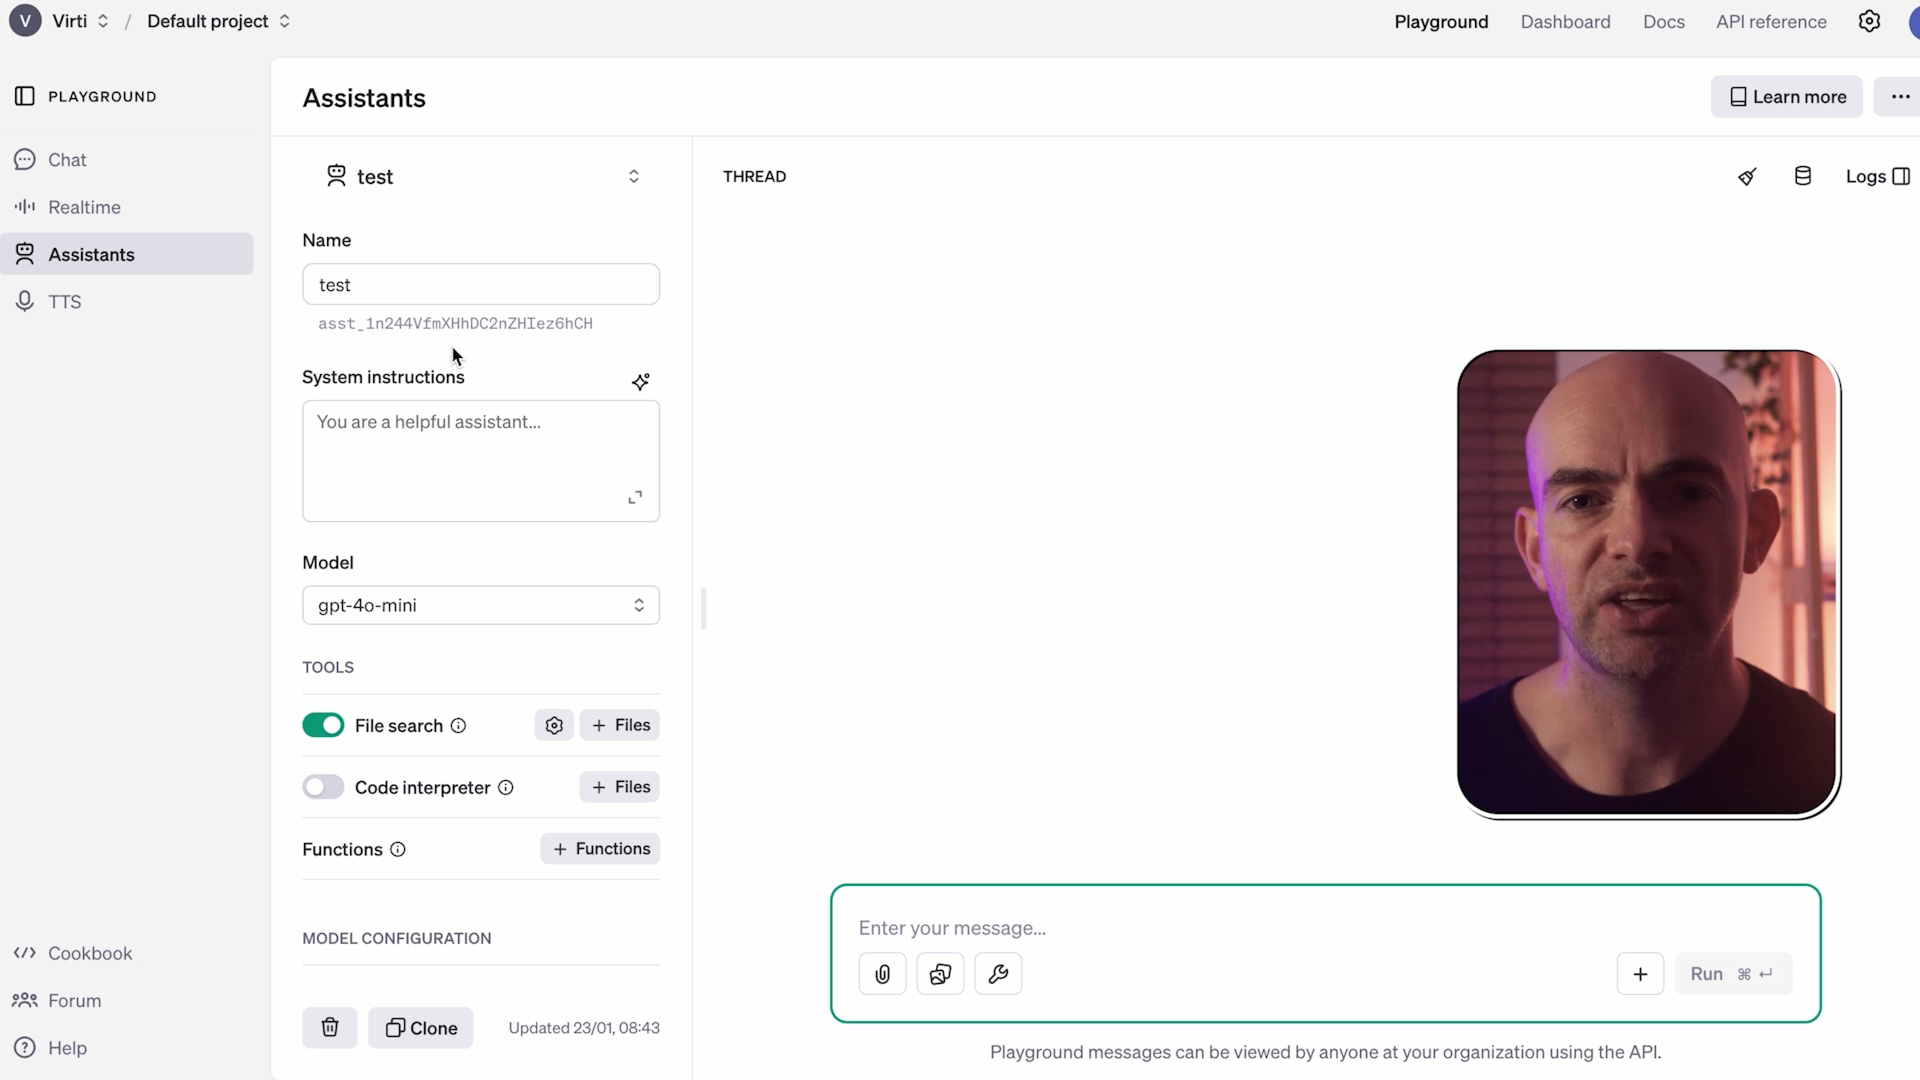 V Virti / Default project
Playground Dashboard Docs API reference
PLAYGROUND
Chat
Realtime
Assistants
TTS
Cookbook
Forum
Help
Assistants
Learn more
test
Name
test
asst_1n244VfmXHhDC2nZHIez6hCH
System instructions
You are a helpful assistant...
Model
gpt-4o-mini
TOOLS
File search
+ Files
Code interpreter
+ Files
Functions
+ Functions
MODEL CONFIGURATION
Clone
Updated 23/01, 08:43
THREAD
Logs
Enter your message...
Run ⌘ ↵
Playground messages can be viewed by anyone at your organization using the API.